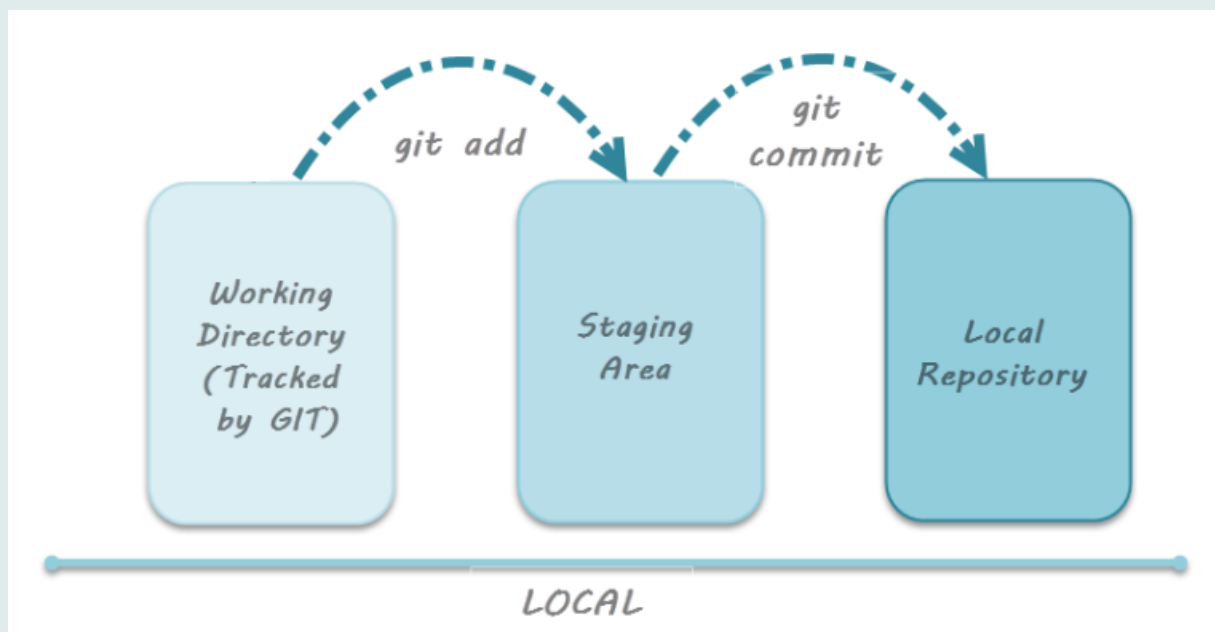 git add
git
commit
Working
Directory
(Tracked
by GIT)
Staging
Area
Local
Repository
LOCAL